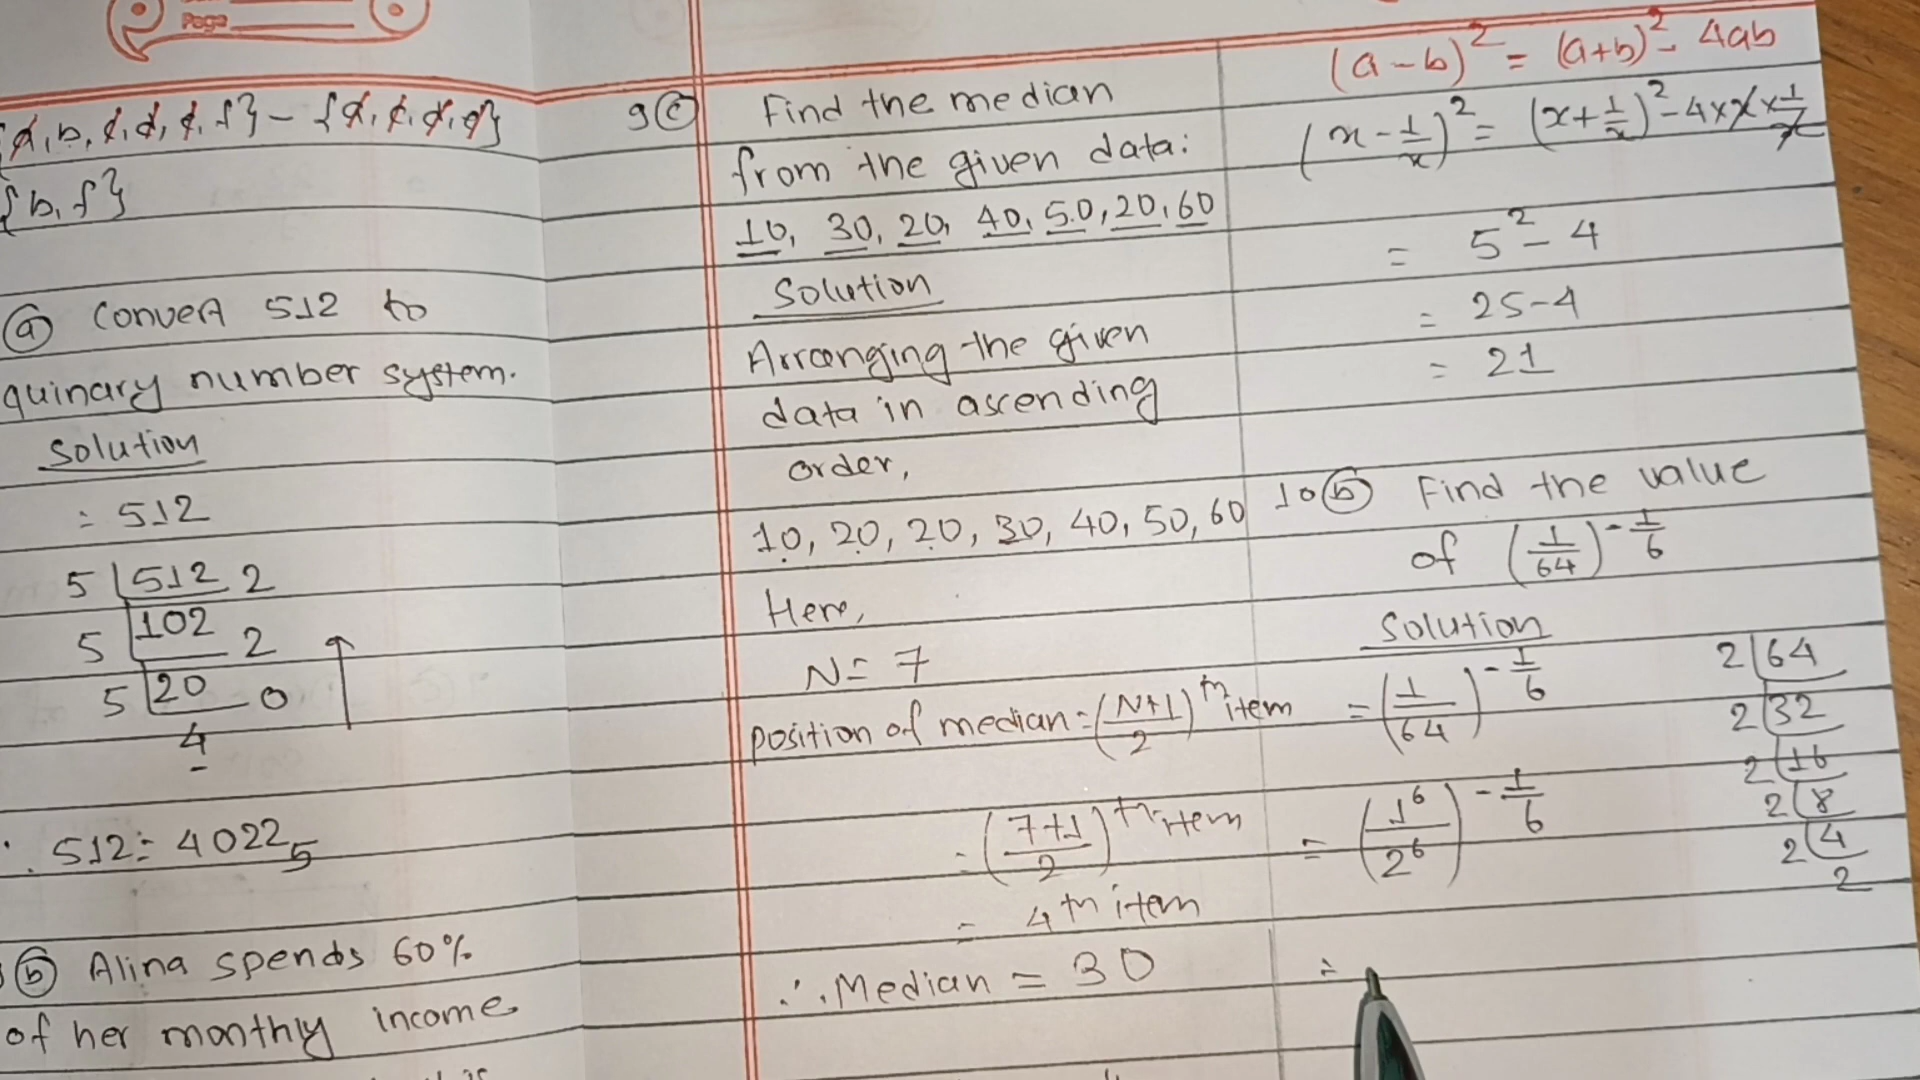 Page
{a, b, c, d, e, f} - {a, c, d, e}
{b, f}
(a) Convert 512 to
quinary number system.
Solution
= 512
5 | 512 2
5 | 102 2
5 | 20 0
4
∴ 512 = 4022₅
(b) Alina spends 60%
of her monthly income
9(c) Find the median
from the given data:
10, 30, 20, 40, 50, 20, 60
Solution
Arranging the given
data in ascending
order,
10, 20, 20, 30, 40, 50, 60
Here,
N = 7
position of median = ((N+1)/2)th item
= ((7+1)/2)th item
= 4th item
∴ Median = 30
(a-b)² = (a+b)² - 4ab
(x - 1/x)² = (x + 1/x)² - 4 × x × 1/x
= 5² - 4
= 25 - 4
= 21
10(b) Find the value
of (1/64)^(-1/6)
Solution
= (1/64)^(-1/6)
= (1⁶/2⁶)^(-1/6)
=
2 | 64
2 | 32
2 | 16
2 | 8
2 | 4
2